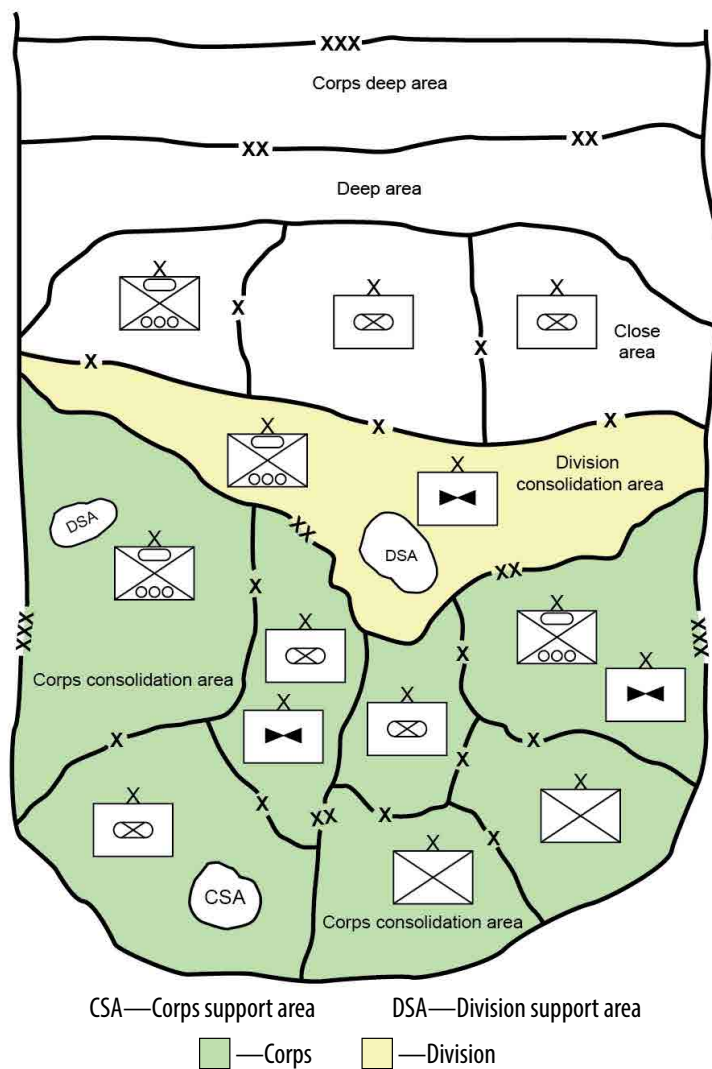 XXX
Corps deep area
XX
XX
Deep area
X
X
X
X
X
Close
area
X
X
X
X
X
X
Division
consolidation area
DSA
XX
DSA
X
X
XX
X
X
X
XXX
XXX
Corps consolidation area
X
X
X
X
X
X
X
X
X
XX
X
X
CSA
Corps consolidation area
CSA—Corps support area
DSA—Division support area
—Corps
—Division